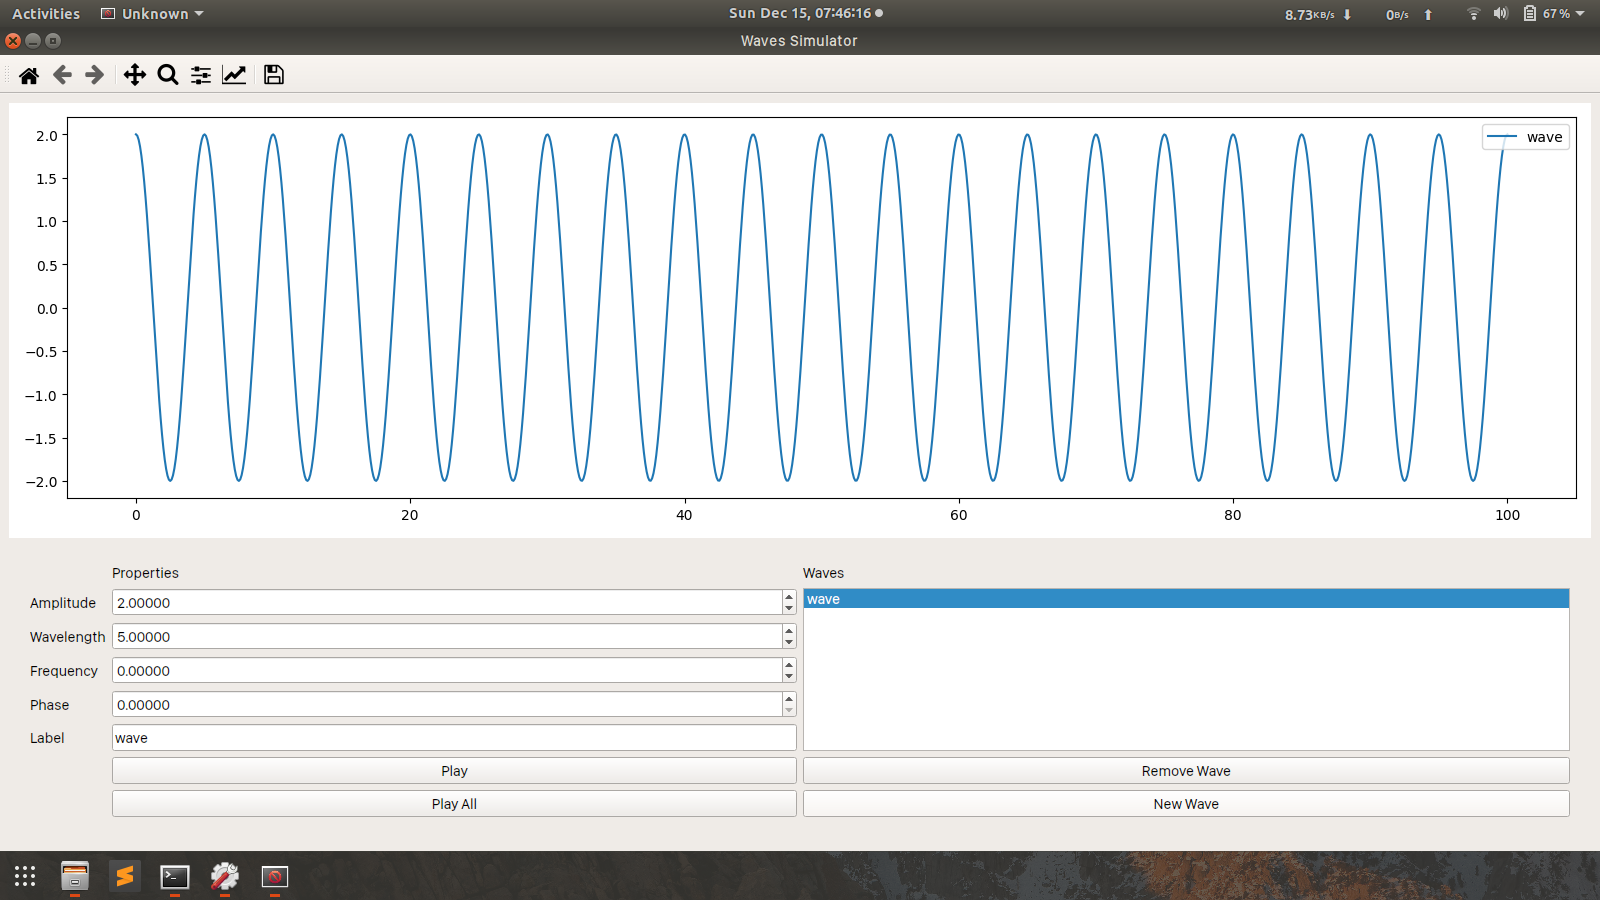 Activities Unknown Sun Dec 15, 07:46:16 8.73KB/s 0B/s 67 %
Waves Simulator
wave
2.0
1.5
1.0
0.5
0.0
−0.5
−1.0
−1.5
−2.0
0 20 40 60 80 100
Properties
Amplitude 2.00000
Wavelength 5.00000
Frequency 0.00000
Phase 0.00000
Label wave
Play
Play All
Waves
wave
Remove Wave
New Wave